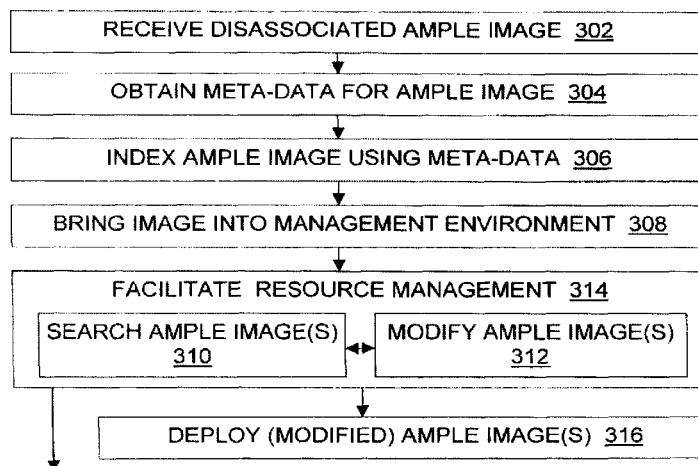 RECEIVE DISASSOCIATED AMPLE IMAGE 302
OBTAIN META-DATA FOR AMPLE IMAGE 304
INDEX AMPLE IMAGE USING META-DATA 306
BRING IMAGE INTO MANAGEMENT ENVIRONMENT 308
FACILITATE RESOURCE MANAGEMENT 314
SEARCH AMPLE IMAGE(S)
310
MODIFY AMPLE IMAGE(S)
312
DEPLOY (MODIFIED) AMPLE IMAGE(S) 316